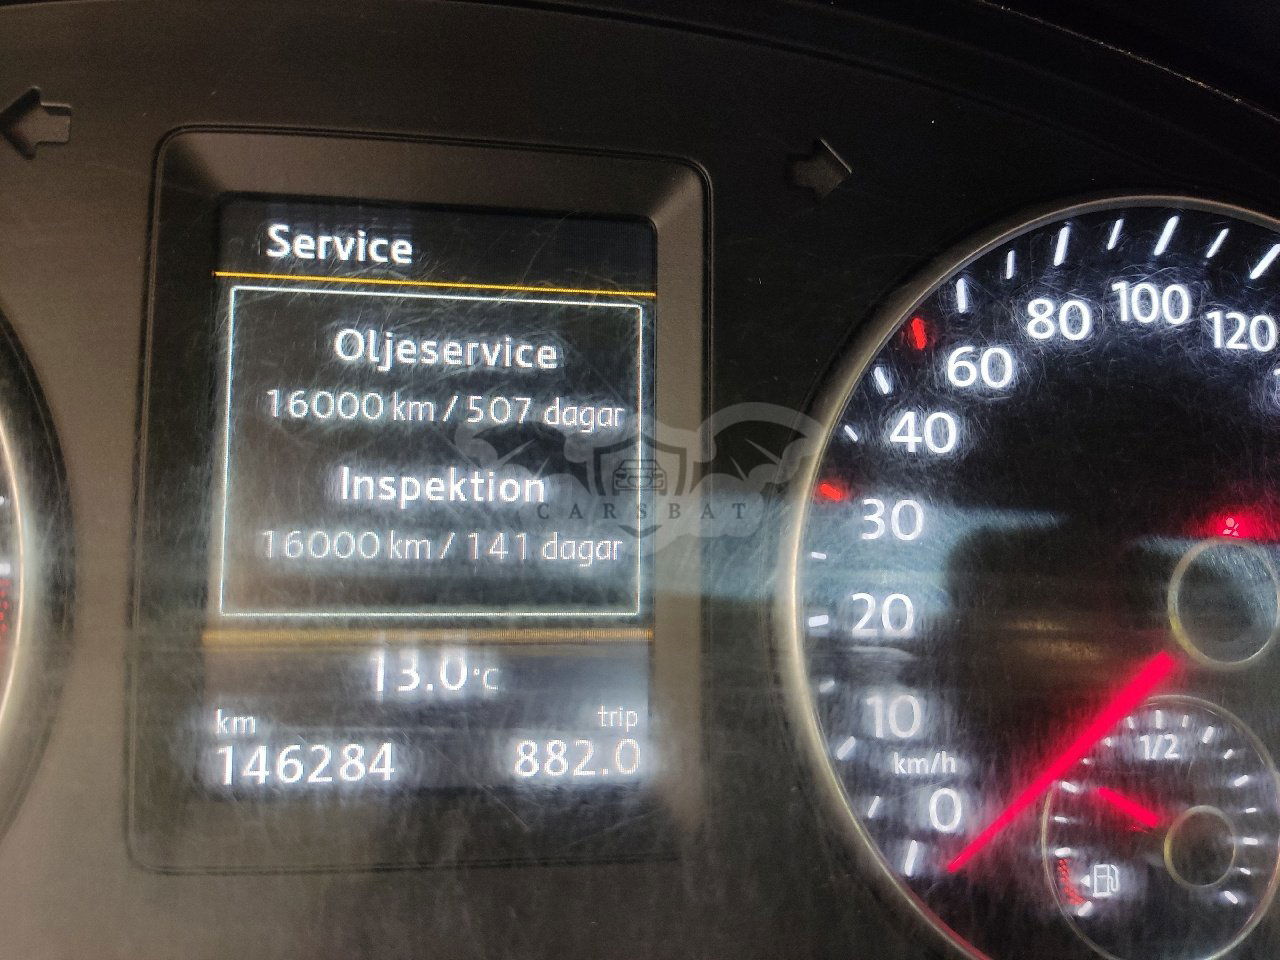 Service
Oljeservice
16000 km / 507 dagar
Inspektion
16000 km / 141 dagar
13.0 °C
km trip
146284 882.0
CARSBAT
120
100
80
60
40
30
20
10
km/h
0
1/2